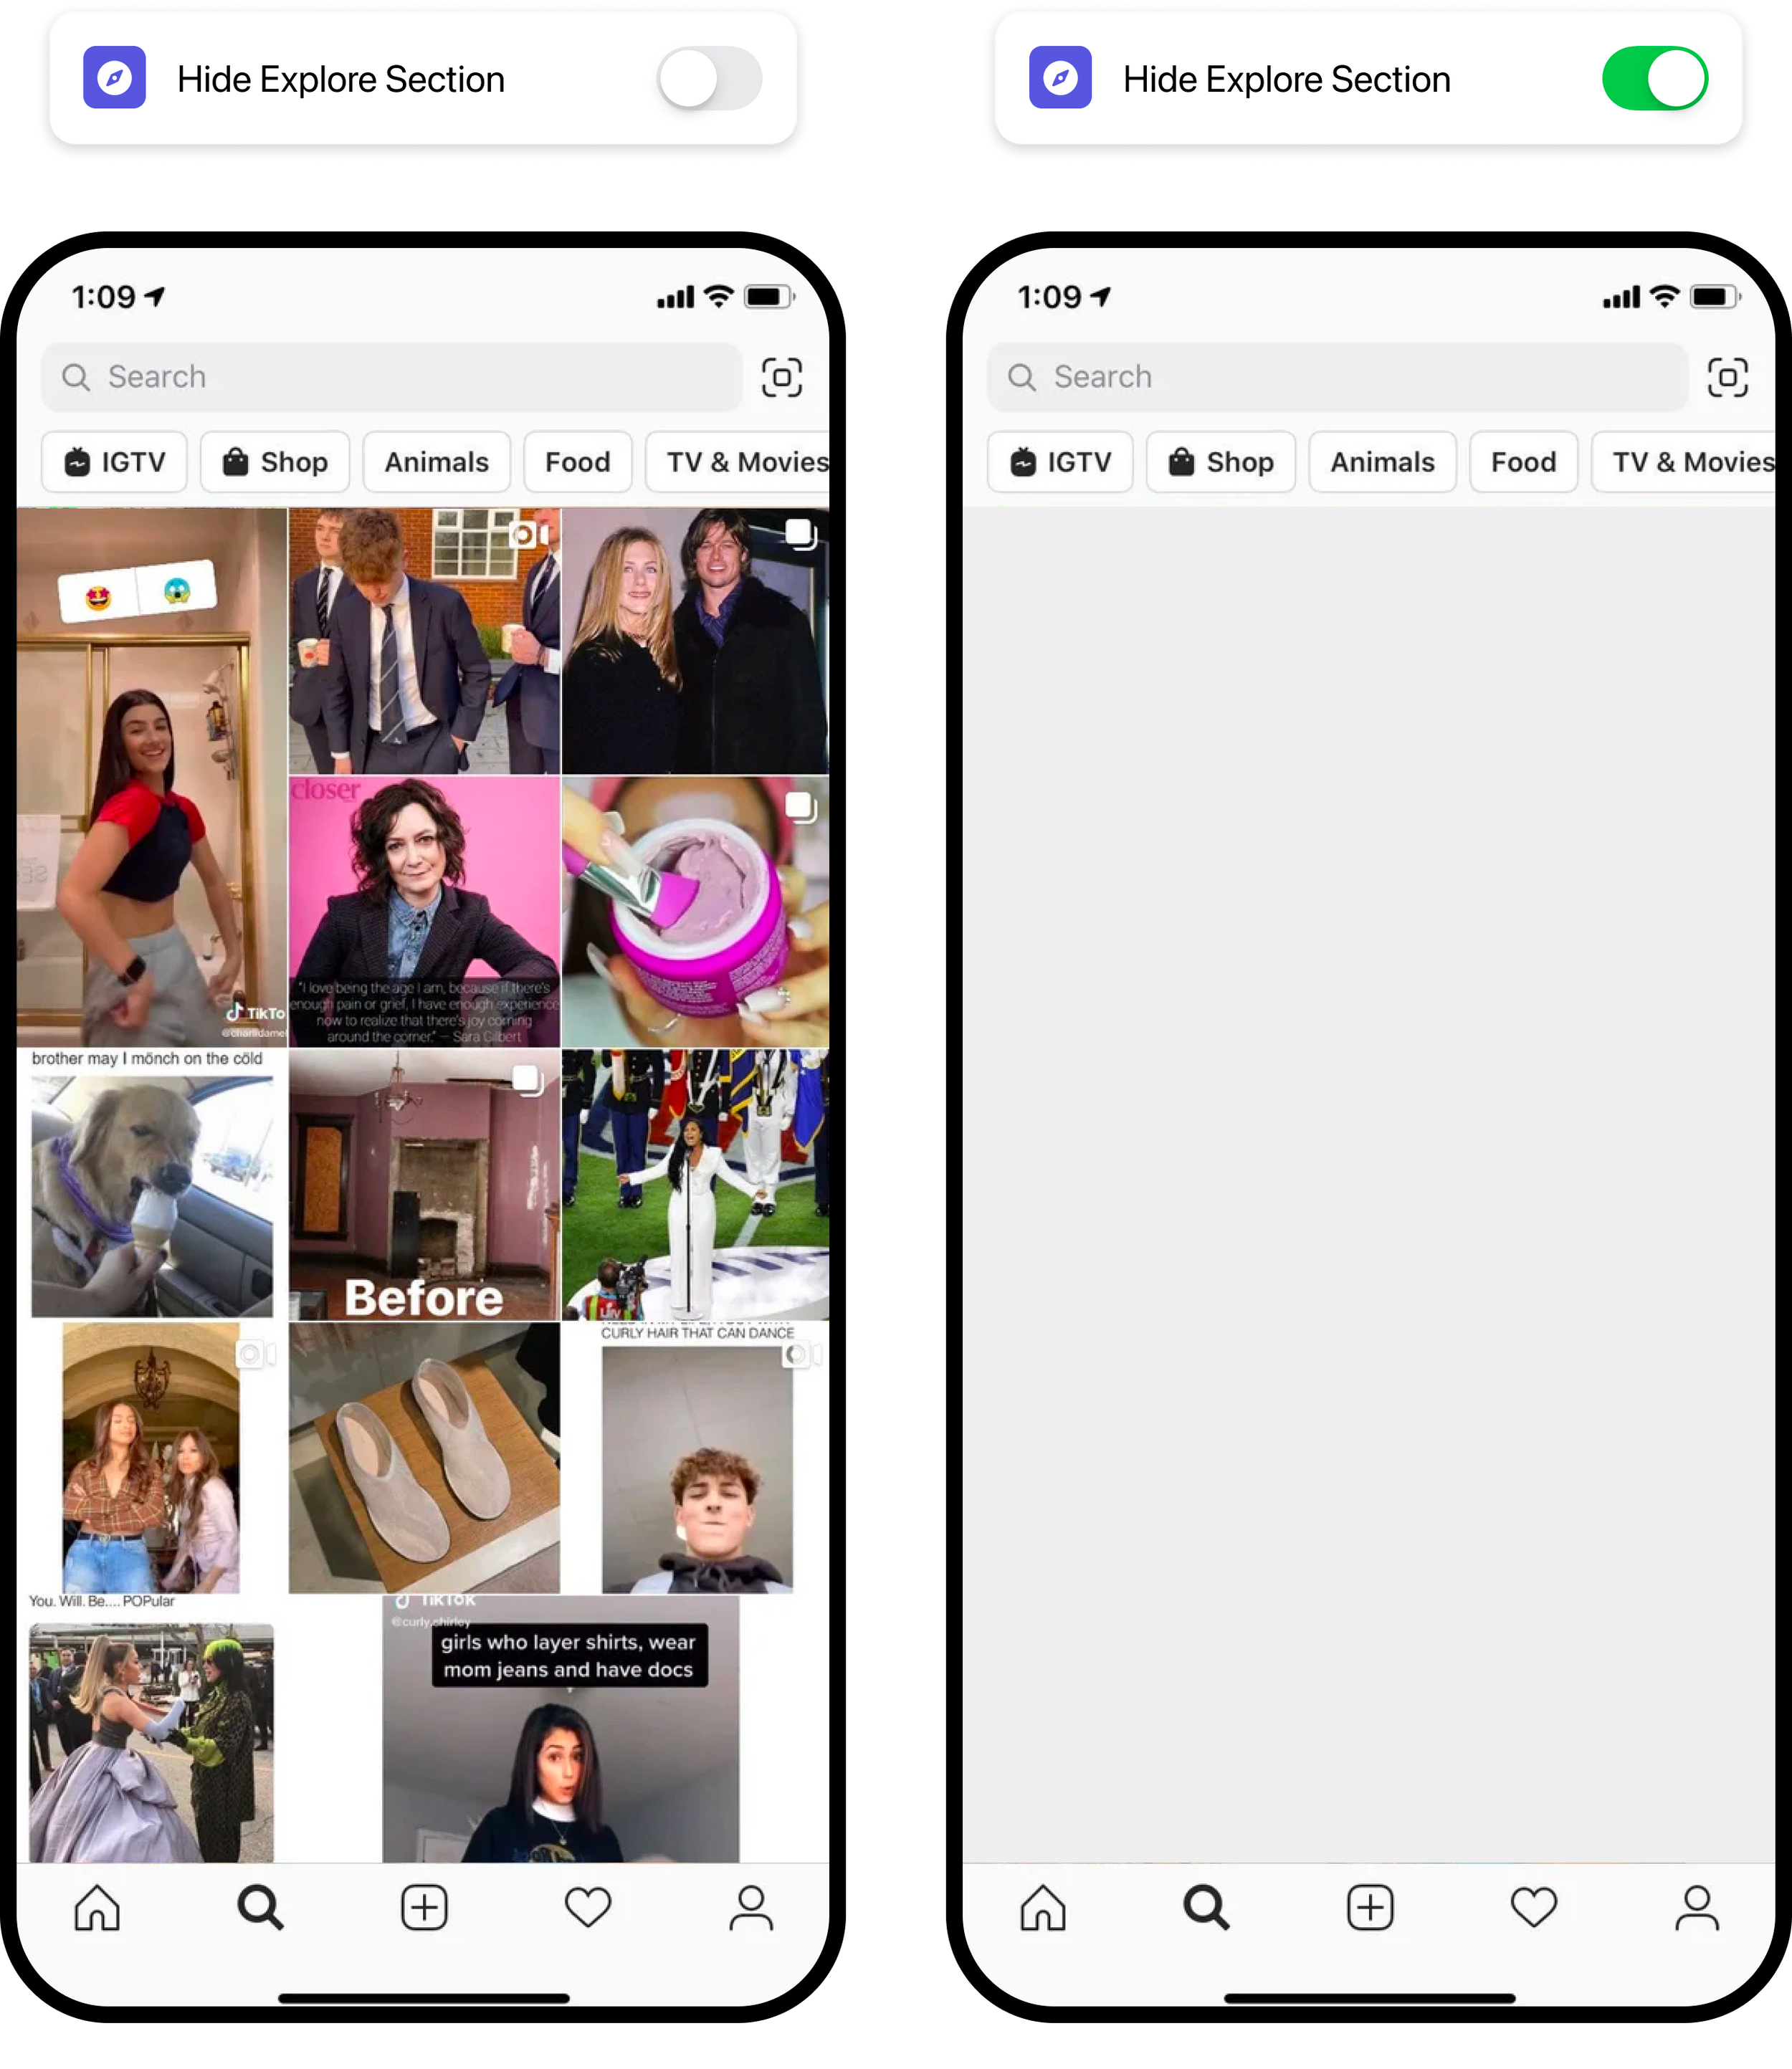 Hide Explore Section
1:09
Search
IGTV
Shop
Animals
Food
TV & Movies
TikTo
@charlidamel
closer
"I love being the age I am, because if there's
enough pain or grief, I have enough experience
now to realize that there's joy coming
around the corner." — Sara Gilbert
brother may I mönch on the cöld
Before
CURLY HAIR THAT CAN DANCE
You. Will. Be.... POPular
TikTok
@curly.shirley
girls who layer shirts, wear
mom jeans and have docs
Hide Explore Section
1:09
Search
IGTV
Shop
Animals
Food
TV & Movies